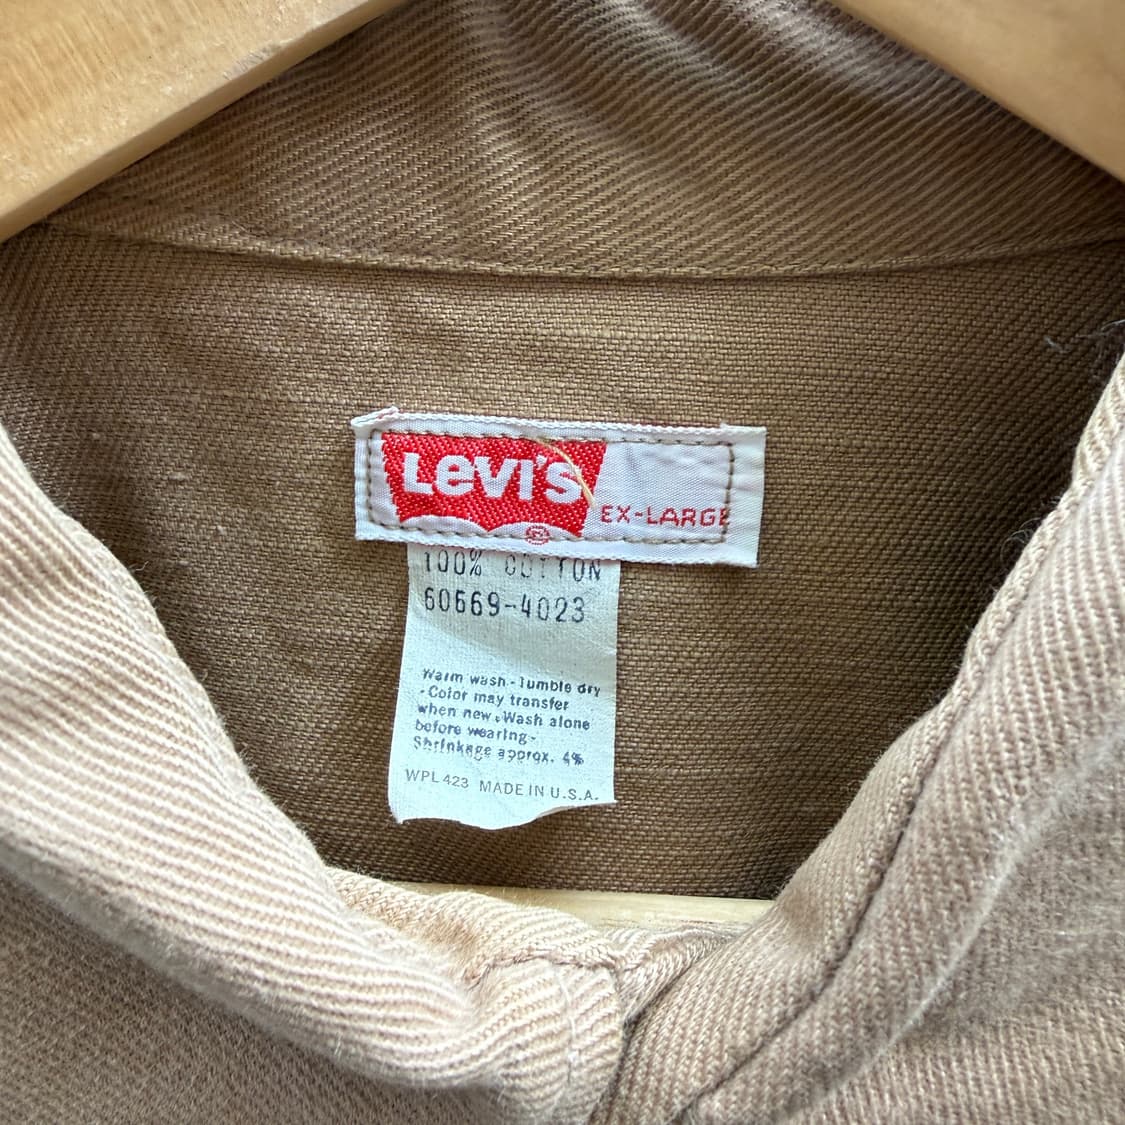 Levi's
EX-LARGE
100% COTTON
60669-4023
Warm wash-Tumble dry
-Color may transfer
when new.Wash alone
before wearing-
Shrinkage approx. 4%
WPL 423 MADE IN U.S.A.